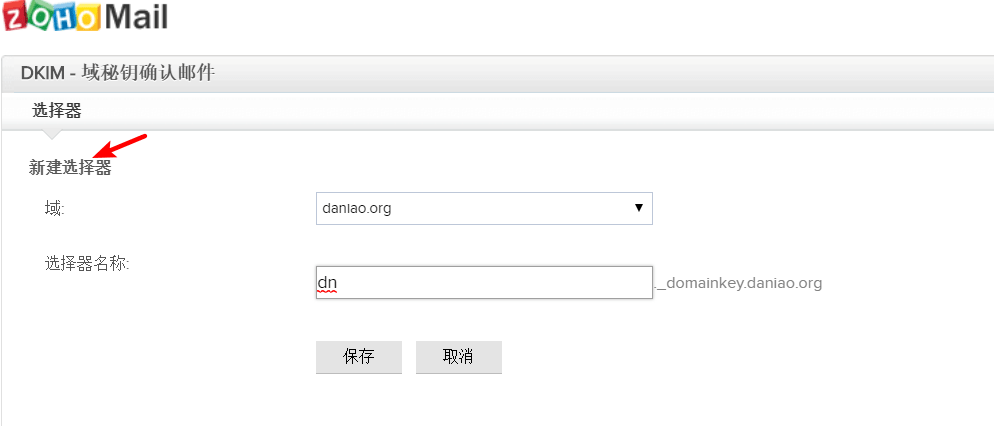 ZOHO Mail
DKIM - 域秘钥确认邮件
选择器
新建选择器
域:
daniao.org
选择器名称:
dn ._domainkey.daniao.org
保存 取消